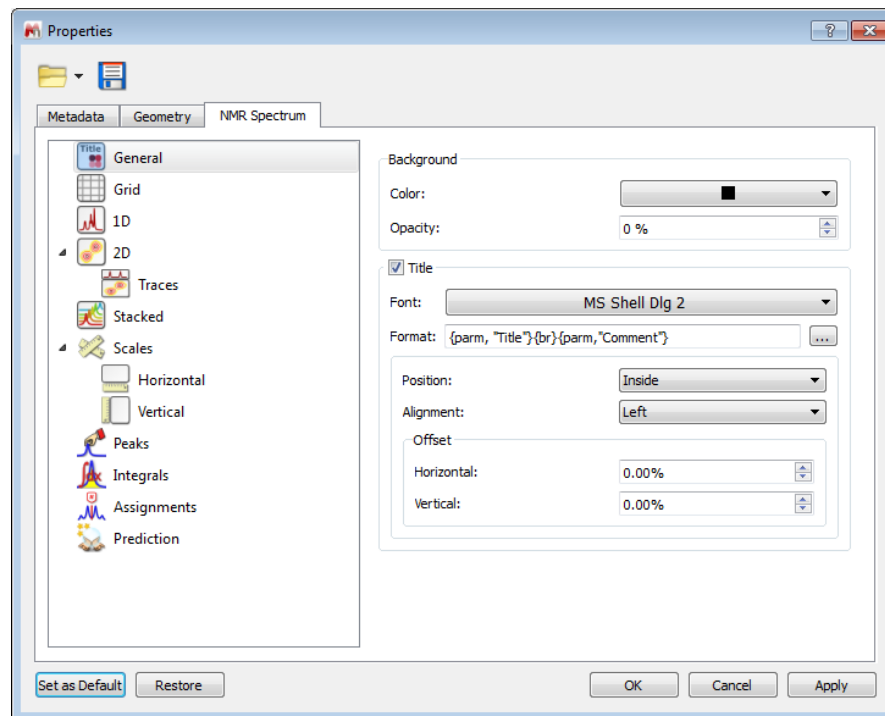 Properties
Metadata Geometry NMR Spectrum
Title
General
Grid
1D
2D
Traces
Stacked
Scales
Horizontal
Vertical
Peaks
Integrals
Assignments
Prediction
Background
Color:
Opacity: 0 %
Title
Font: MS Shell Dlg 2
Format: {parm, "Title"}{br}{parm,"Comment"} ...
Position: Inside
Alignment: Left
Offset
Horizontal: 0.00%
Vertical: 0.00%
Set as Default Restore OK Cancel Apply